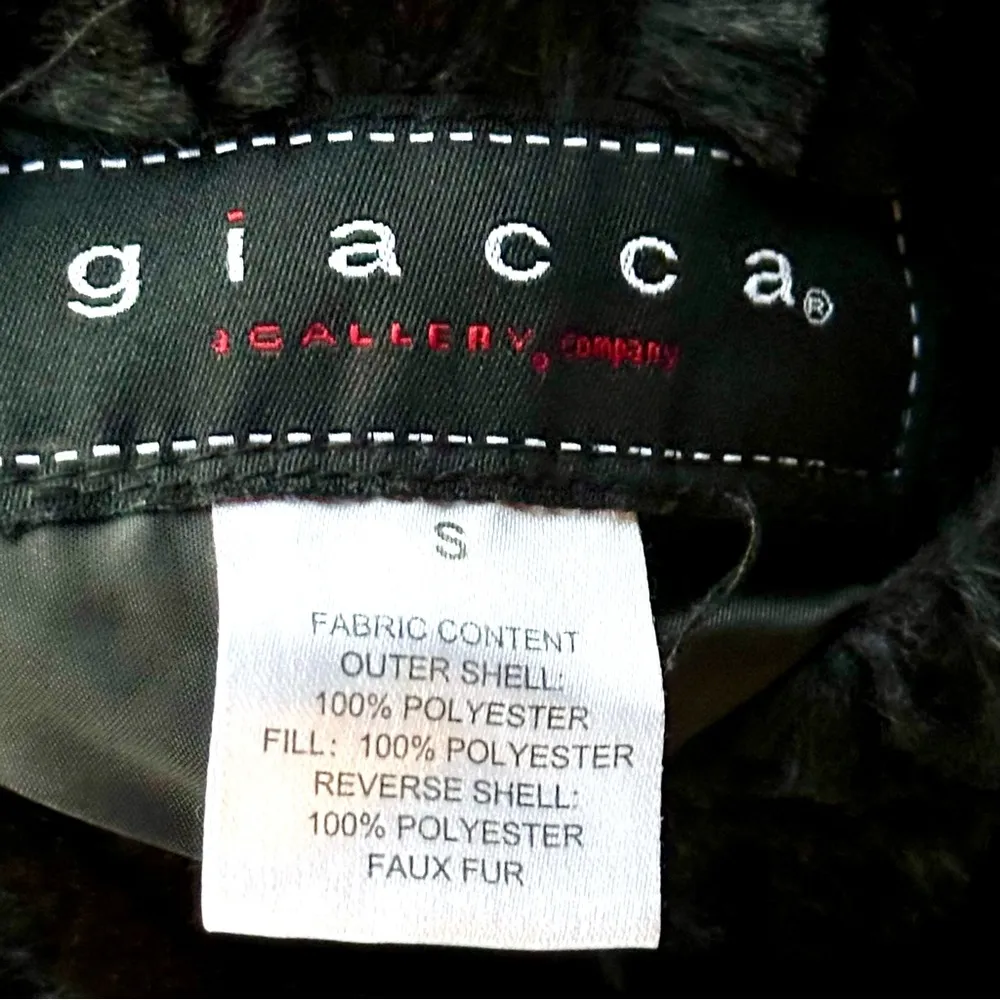 giacca®
a GALLERY® company
S
FABRIC CONTENT
OUTER SHELL:
100% POLYESTER
FILL: 100% POLYESTER
REVERSE SHELL:
100% POLYESTER
FAUX FUR